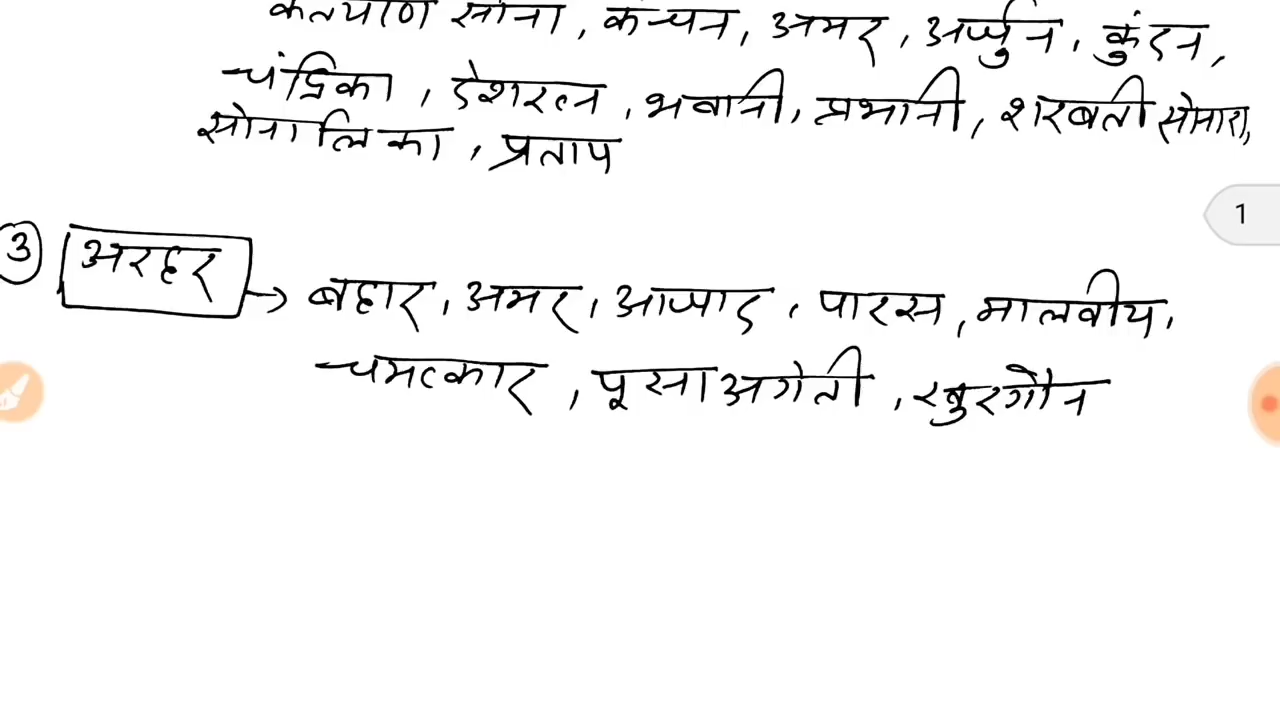 कल्याण सोना, कन्चन, अमर, अर्जुन, कुंदन,
चंद्रिका, देशरत्न, भवानी, प्रभानी, शरबती सोनारा,
सोनालिका, प्रताप
1
③ अरहर → बहार, अमर, आजाद, पारस, मालवीय,
चमत्कार, पूसा अगेती, खुरगौन